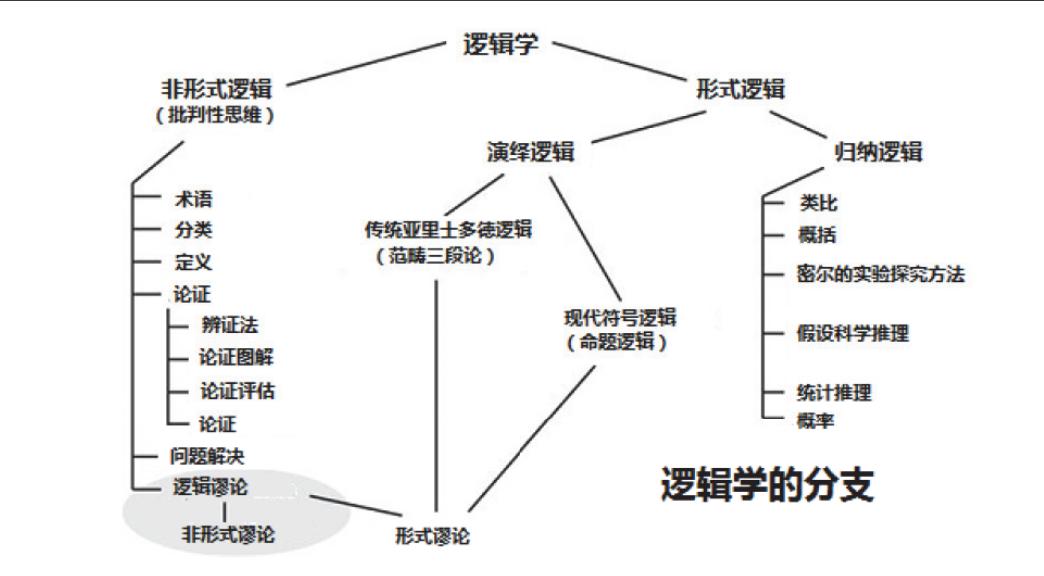 逻辑学
非形式逻辑
（批判性思维）
形式逻辑
演绎逻辑
归纳逻辑
术语
分类
定义
论证
辨证法
论证图解
论证评估
论证
问题解决
逻辑谬论
非形式谬论
传统亚里士多德逻辑
（范畴三段论）
现代符号逻辑
（命题逻辑）
形式谬论
类比
概括
密尔的实验探究方法
假设科学推理
统计推理
概率
逻辑学的分支